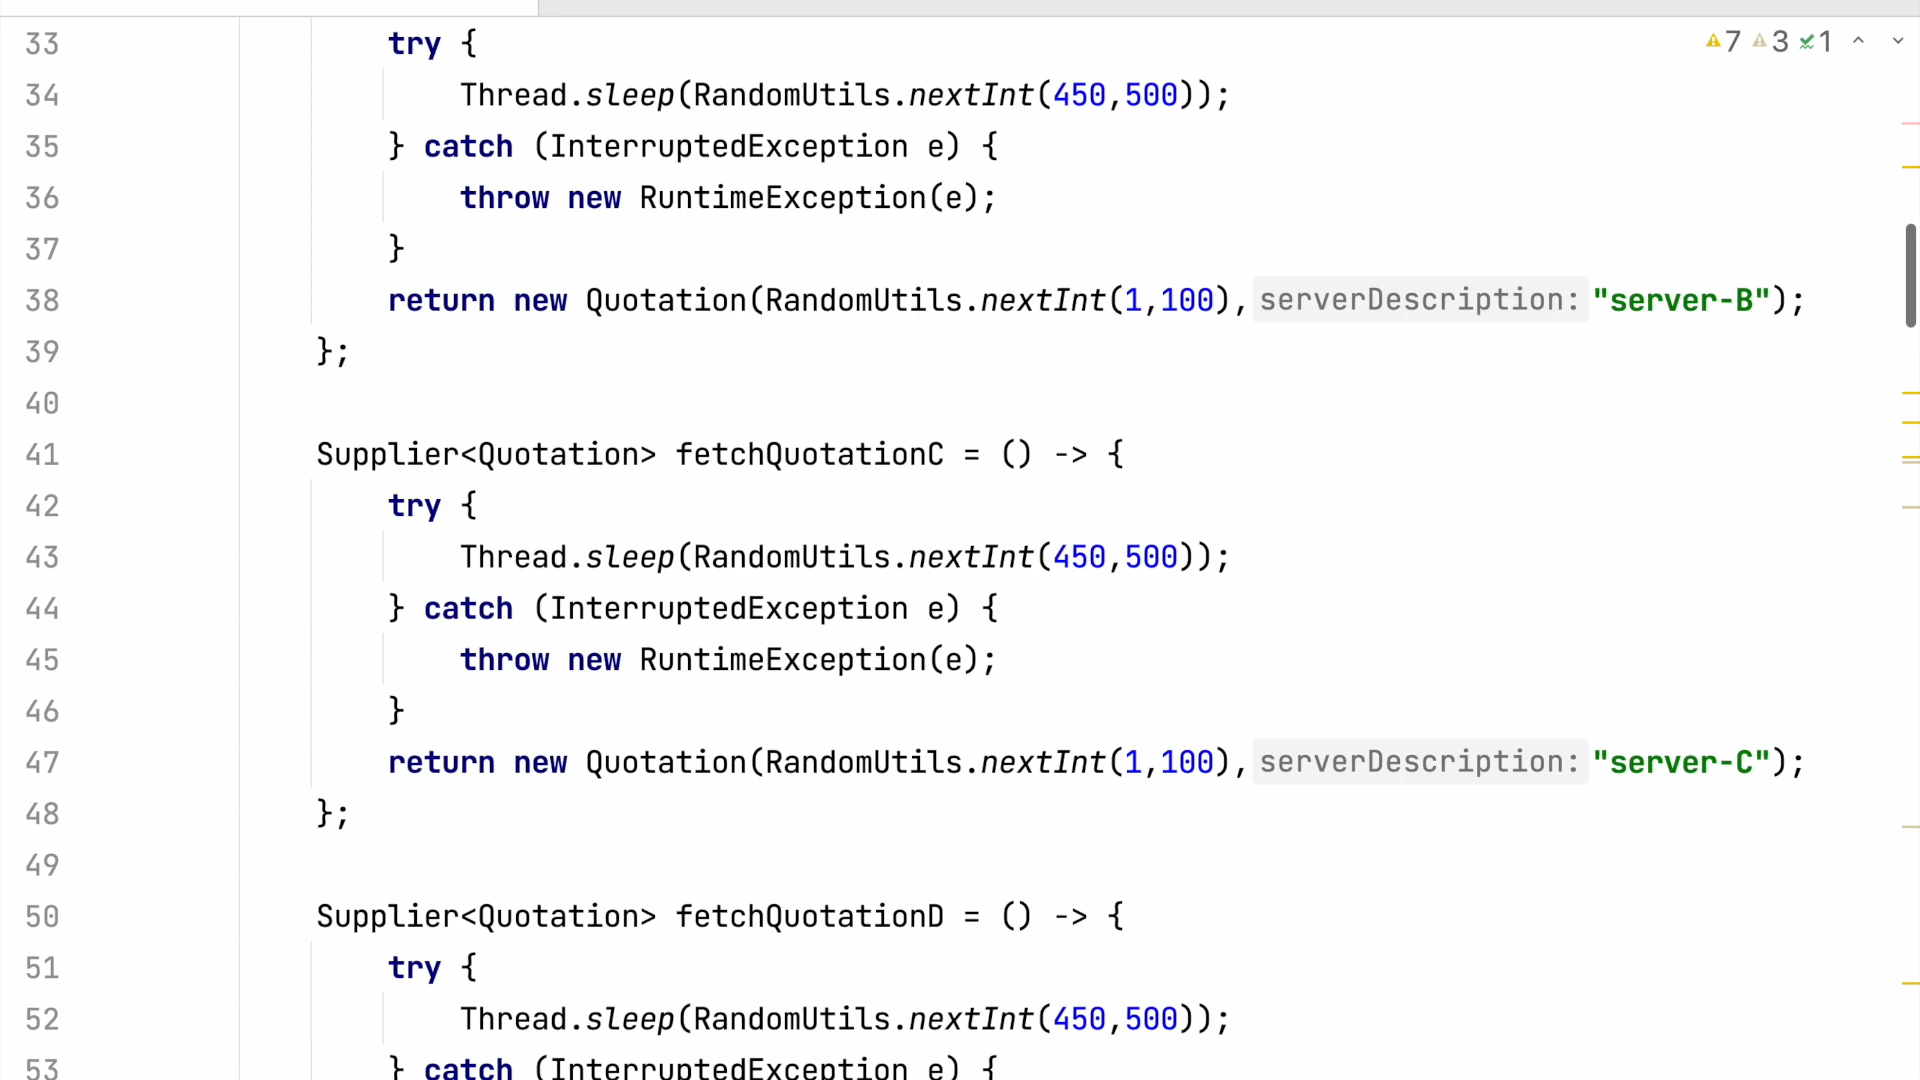 33 try {
7 3 1
34 Thread.sleep(RandomUtils.nextInt(450,500));
35 } catch (InterruptedException e) {
36 throw new RuntimeException(e);
37 }
38 return new Quotation(RandomUtils.nextInt(1,100), serverDescription: "server-B");
39 };
40
41 Supplier<Quotation> fetchQuotationC = () -> {
42 try {
43 Thread.sleep(RandomUtils.nextInt(450,500));
44 } catch (InterruptedException e) {
45 throw new RuntimeException(e);
46 }
47 return new Quotation(RandomUtils.nextInt(1,100), serverDescription: "server-C");
48 };
49
50 Supplier<Quotation> fetchQuotationD = () -> {
51 try {
52 Thread.sleep(RandomUtils.nextInt(450,500));
53 } catch (InterruptedException e) {